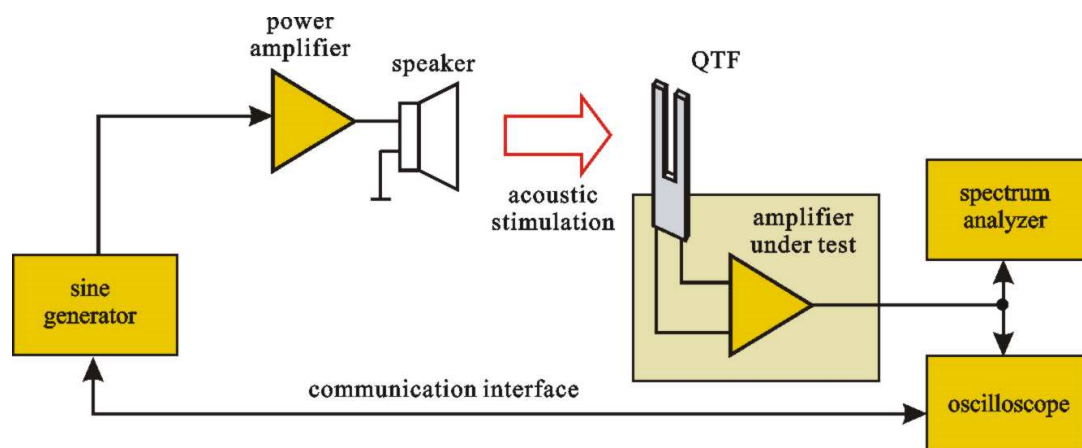 power
amplifier
speaker
QTF
acoustic
stimulation
amplifier
under test
spectrum
analyzer
sine
generator
communication interface
oscilloscope